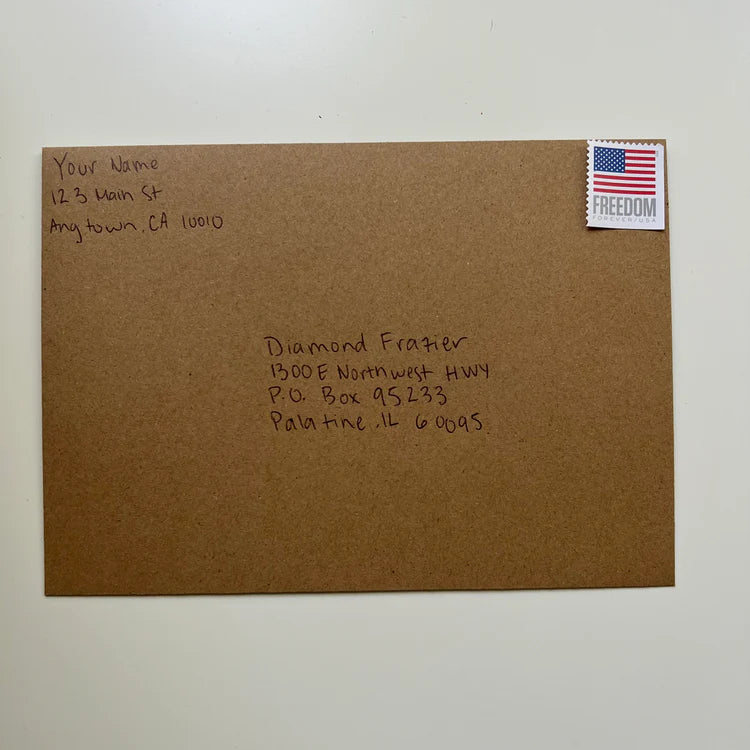 Your Name
123 Main St
Anytown, CA 10010
FREEDOM
FOREVER/USA
Diamond Frazier
1300 E Northwest HWY
P.O. Box 95233
Palatine, IL 60095